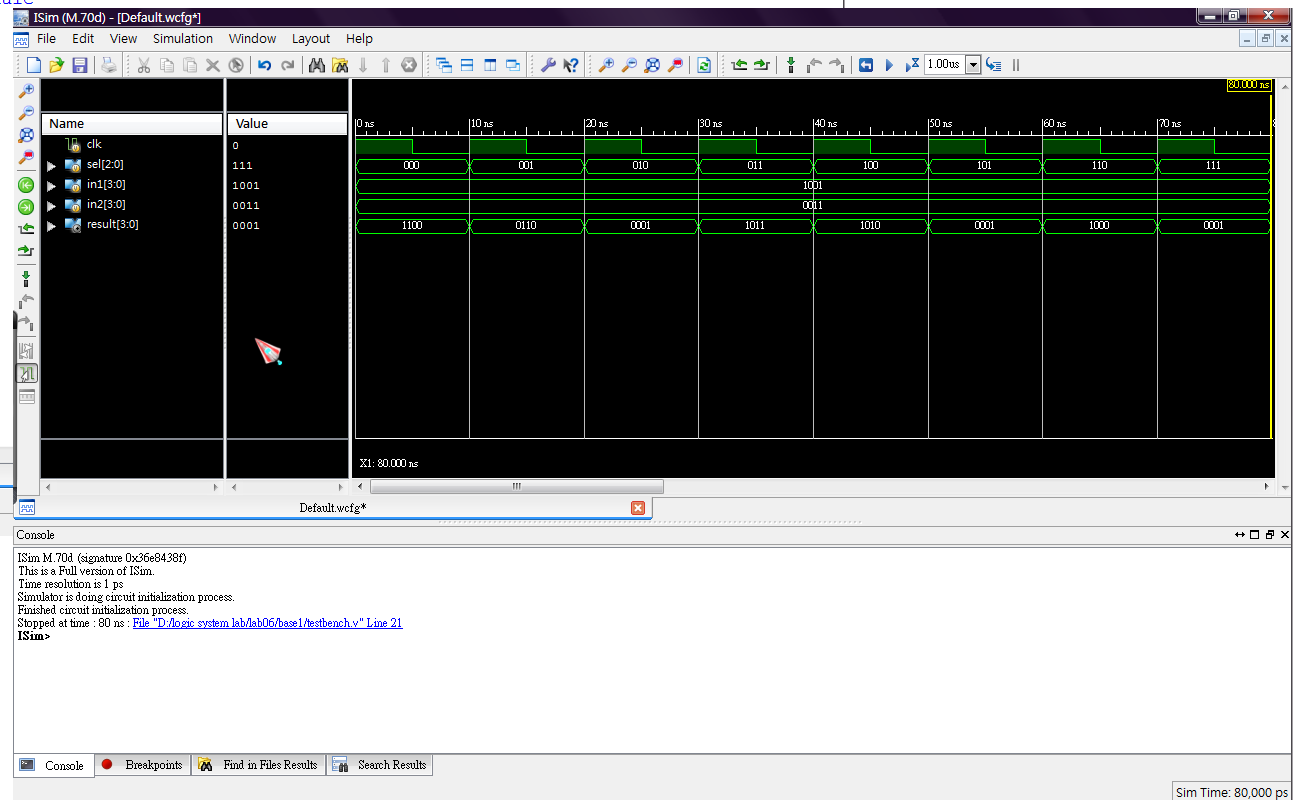 ISim (M.70d) - [Default.wcfg*]
File Edit View Simulation Window Layout Help
1.00us
80.000 ns
Name Value
0 ns 10 ns 20 ns 30 ns 40 ns 50 ns 60 ns 70 ns
clk 0
sel[2:0] 111 000 001 010 011 100 101 110 111
in1[3:0] 1001 1001
in2[3:0] 0011 0011
result[3:0] 0001 1100 0110 0001 1011 1010 0001 1000 0001
X1: 80.000 ns
Default.wcfg*
Console
ISim M.70d (signature 0x36e8438f)
This is a Full version of ISim.
Time resolution is 1 ps
Simulator is doing circuit initialization process.
Finished circuit initialization process.
Stopped at time : 80 ns : File "D:/logic system lab/lab06/base1/testbench.v" Line 21
ISim>
Console Breakpoints Find in Files Results Search Results
Sim Time: 80,000 ps